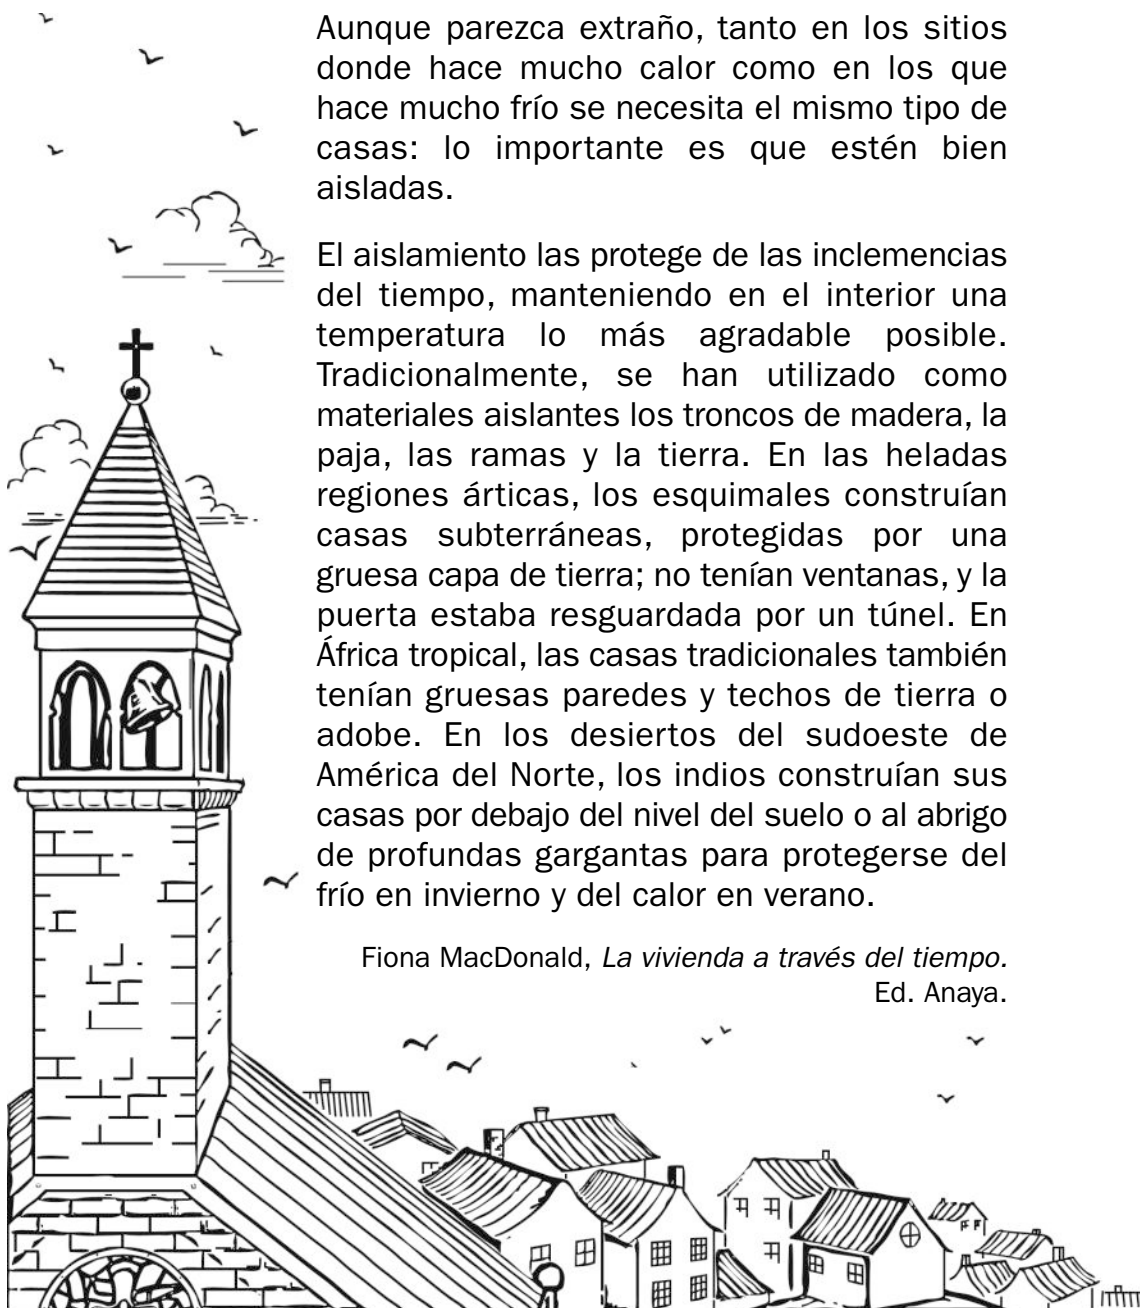 Aunque parezca extraño, tanto en los sitios
donde hace mucho calor como en los que
hace mucho frío se necesita el mismo tipo de
casas: lo importante es que estén bien
aisladas.
El aislamiento las protege de las inclemencias
del tiempo, manteniendo en el interior una
temperatura lo más agradable posible.
Tradicionalmente, se han utilizado como
materiales aislantes los troncos de madera, la
paja, las ramas y la tierra. En las heladas
regiones árticas, los esquimales construían
casas subterráneas, protegidas por una
gruesa capa de tierra; no tenían ventanas, y la
puerta estaba resguardada por un túnel. En
África tropical, las casas tradicionales también
tenían gruesas paredes y techos de tierra o
adobe. En los desiertos del sudoeste de
América del Norte, los indios construían sus
casas por debajo del nivel del suelo o al abrigo
de profundas gargantas para protegerse del
frío en invierno y del calor en verano.
Fiona MacDonald, La vivienda a través del tiempo.
Ed. Anaya.